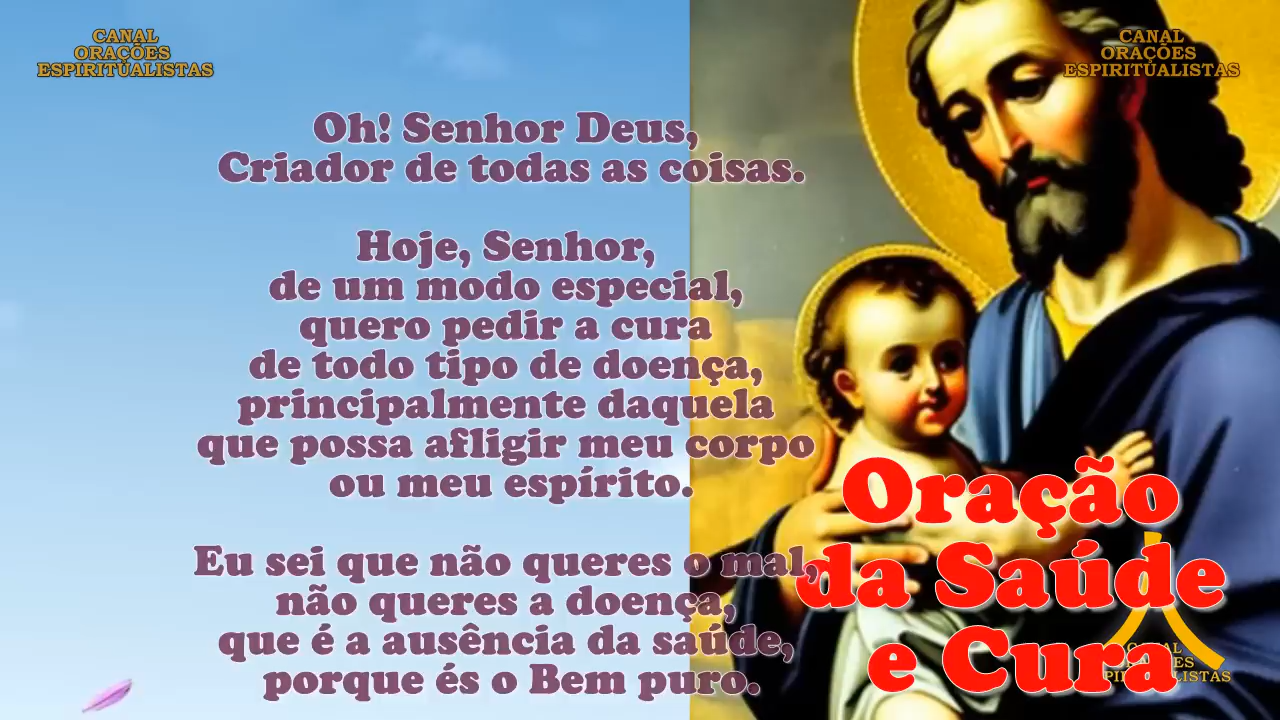 CANAL
ORAÇÕES
ESPIRITUALISTAS
CANAL
ORAÇÕES
ESPIRITUALISTAS
Oh! Senhor Deus,
Criador de todas as coisas.
Hoje, Senhor,
de um modo especial,
quero pedir a cura
de todo tipo de doença,
principalmente daquela
que possa afligir meu corpo
ou meu espírito.
Eu sei que não queres o mal,
não queres a doença,
que é a ausência da saúde,
porque és o Bem puro.
Oração
da Saúde
e Cura